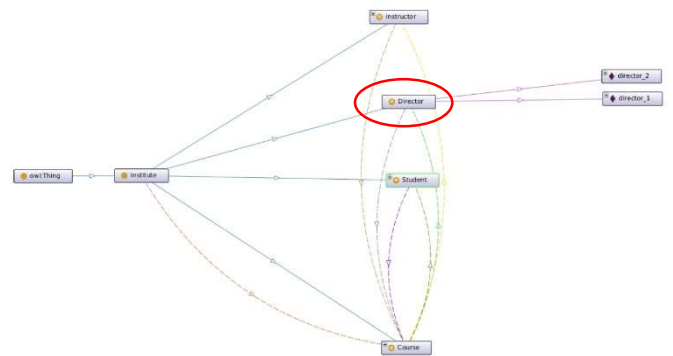 Instructor
director_2
Director
director_1
owl:Thing
Institute
Student
Course